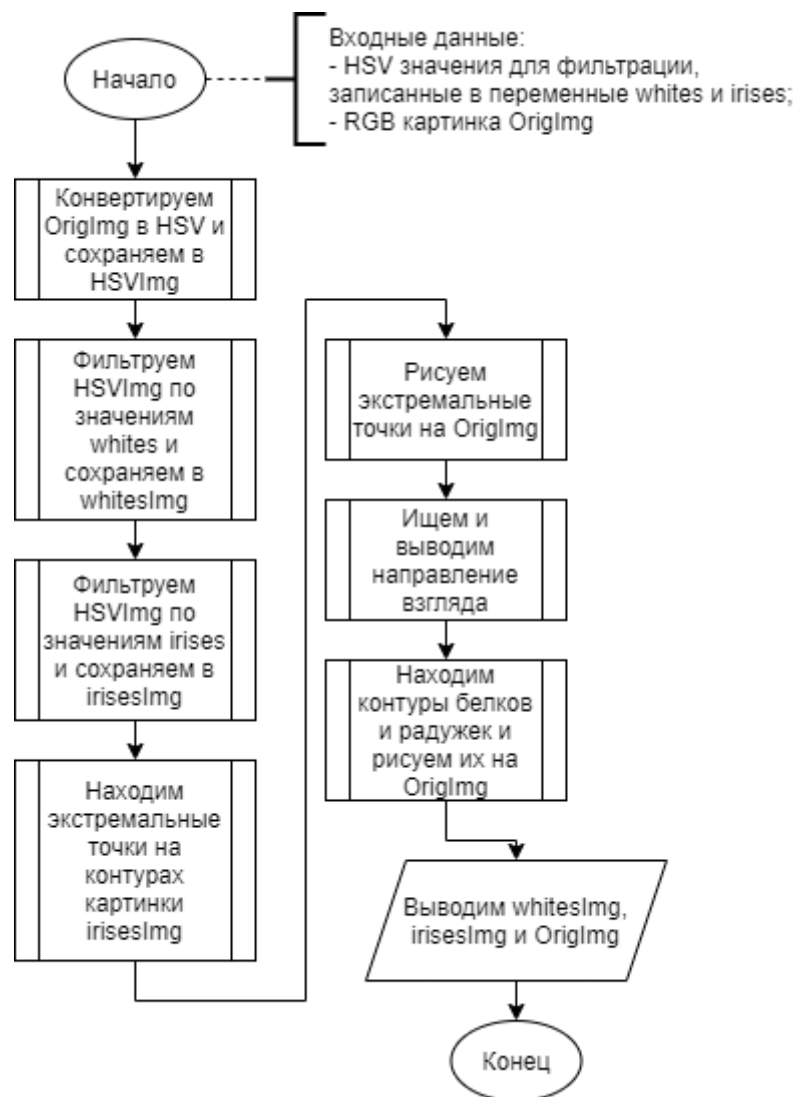 Начало
Входные данные:
- HSV значения для фильтрации,
записанные в переменные whites и irises;
- RGB картинка OrigImg
Конвертируем
OrigImg в HSV и
сохраняем в
HSVImg
Фильтруем
HSVImg по
значениям
whites и
сохраняем в
whitesImg
Фильтруем
HSVImg по
значениям irises
и сохраняем в
irisesImg
Находим
экстремальные
точки на
контурах
картинки
irisesImg
Рисуем
экстремальные
точки на OrigImg
Ищем и
выводим
направление
взгляда
Находим
контуры белков
и радужек и
рисуем их на
OrigImg
Выводим whitesImg,
irisesImg и OrigImg
Конец